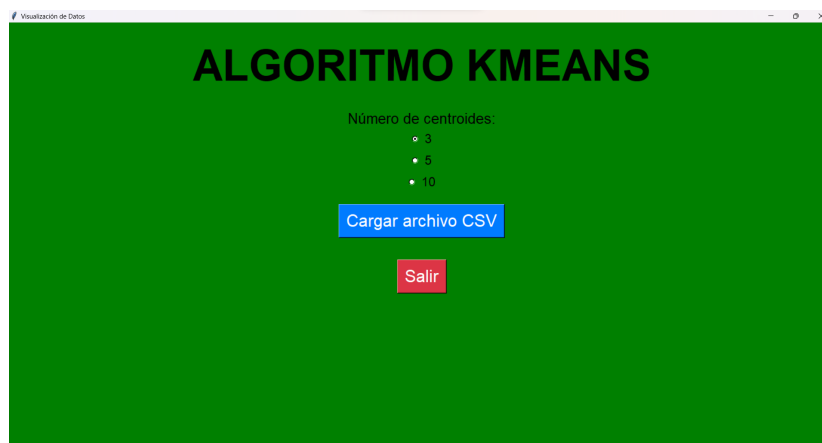 Visualización de Datos
ALGORITMO KMEANS
Número de centroides:
3
5
10
Cargar archivo CSV
Salir